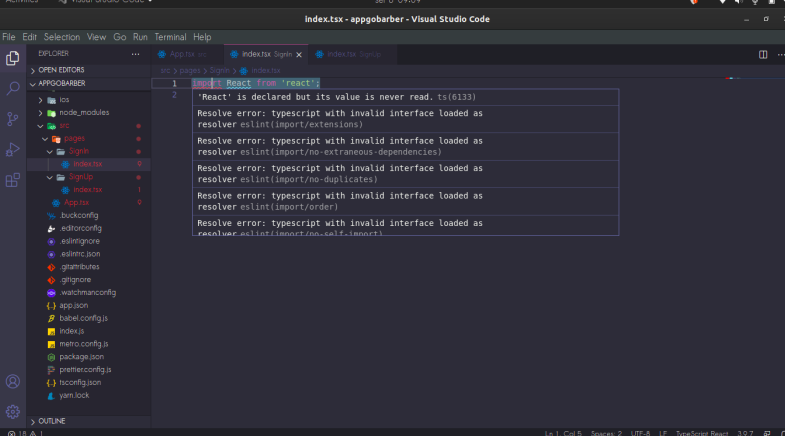 Activities Visual Studio Code
set 6 09:09
index.tsx - appgobarber - Visual Studio Code
File Edit Selection View Go Run Terminal Help
EXPLORER
App.tsx src
index.tsx SignIn
index.tsx SignUp
OPEN EDITORS
src > pages > SignIn > index.tsx
APPGOBARBER
1 import React from 'react';
2
'React' is declared but its value is never read. ts(6133)
Resolve error: typescript with invalid interface loaded as
resolver eslint(import/extensions)
Resolve error: typescript with invalid interface loaded as
resolver eslint(import/no-extraneous-dependencies)
Resolve error: typescript with invalid interface loaded as
resolver eslint(import/no-duplicates)
Resolve error: typescript with invalid interface loaded as
resolver eslint(import/order)
Resolve error: typescript with invalid interface loaded as
resolver eslint(import/no-self-import)
ios
node_modules
src
pages
SignIn
index.tsx 9
SignUp
index.tsx 1
App.tsx 9
.buckconfig
.editorconfig
.eslintignore
.eslintrc.json
.gitattributes
.gitignore
.watchmanconfig
app.json
babel.config.js
index.js
metro.config.js
package.json
prettier.config.js
tsconfig.json
yarn.lock
OUTLINE
18 1
Ln 1, Col 5 Spaces: 2 UTF-8 LF TypeScript React 3.9.7